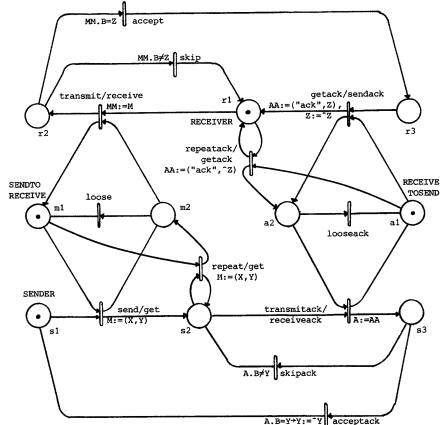 MM.B=Z accept
MM.B≠Z skip
transmit/receive
MM:=M
r1
getack/sendack
AA:=("ack",Z),
Z:=^Z
r2
RECEIVER
r3
repeatack/
getack
AA:=("ack",^Z)
SENDTO
RECEIVE
loose
RECEIVE
TOSEND
m1
m2
a2
a1
looseack
repeat/get
M:=(X,Y)
SENDER
send/get
M:=(X,Y)
transmitack/
receiveack
A:=AA
s1
s2
s3
A.B≠Y skipack
A.B=Y→Y:=^Y acceptack